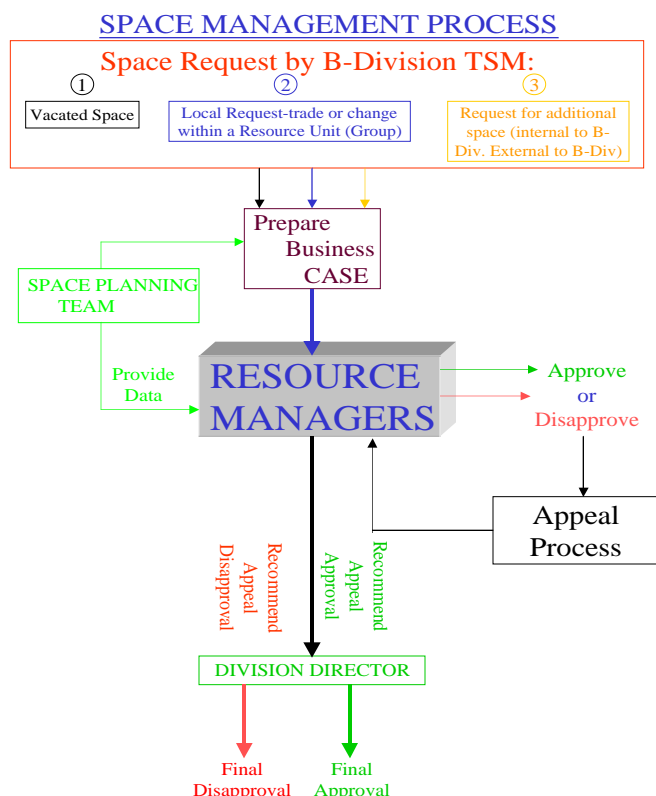 SPACE MANAGEMENT PROCESS
Space Request by B-Division TSM:
1
Vacated Space
2
Local Request-trade or change
within a Resource Unit (Group)
3
Request for additional
space (internal to B-
Div. External to B-Div)
Prepare
Business
CASE
SPACE PLANNING
TEAM
Provide
Data
RESOURCE
MANAGERS
Approve
or
Disapprove
Appeal
Process
Recommend
Appeal
Disapproval
Recommend
Appeal
Approval
DIVISION DIRECTOR
Final
Disapproval
Final
Approval